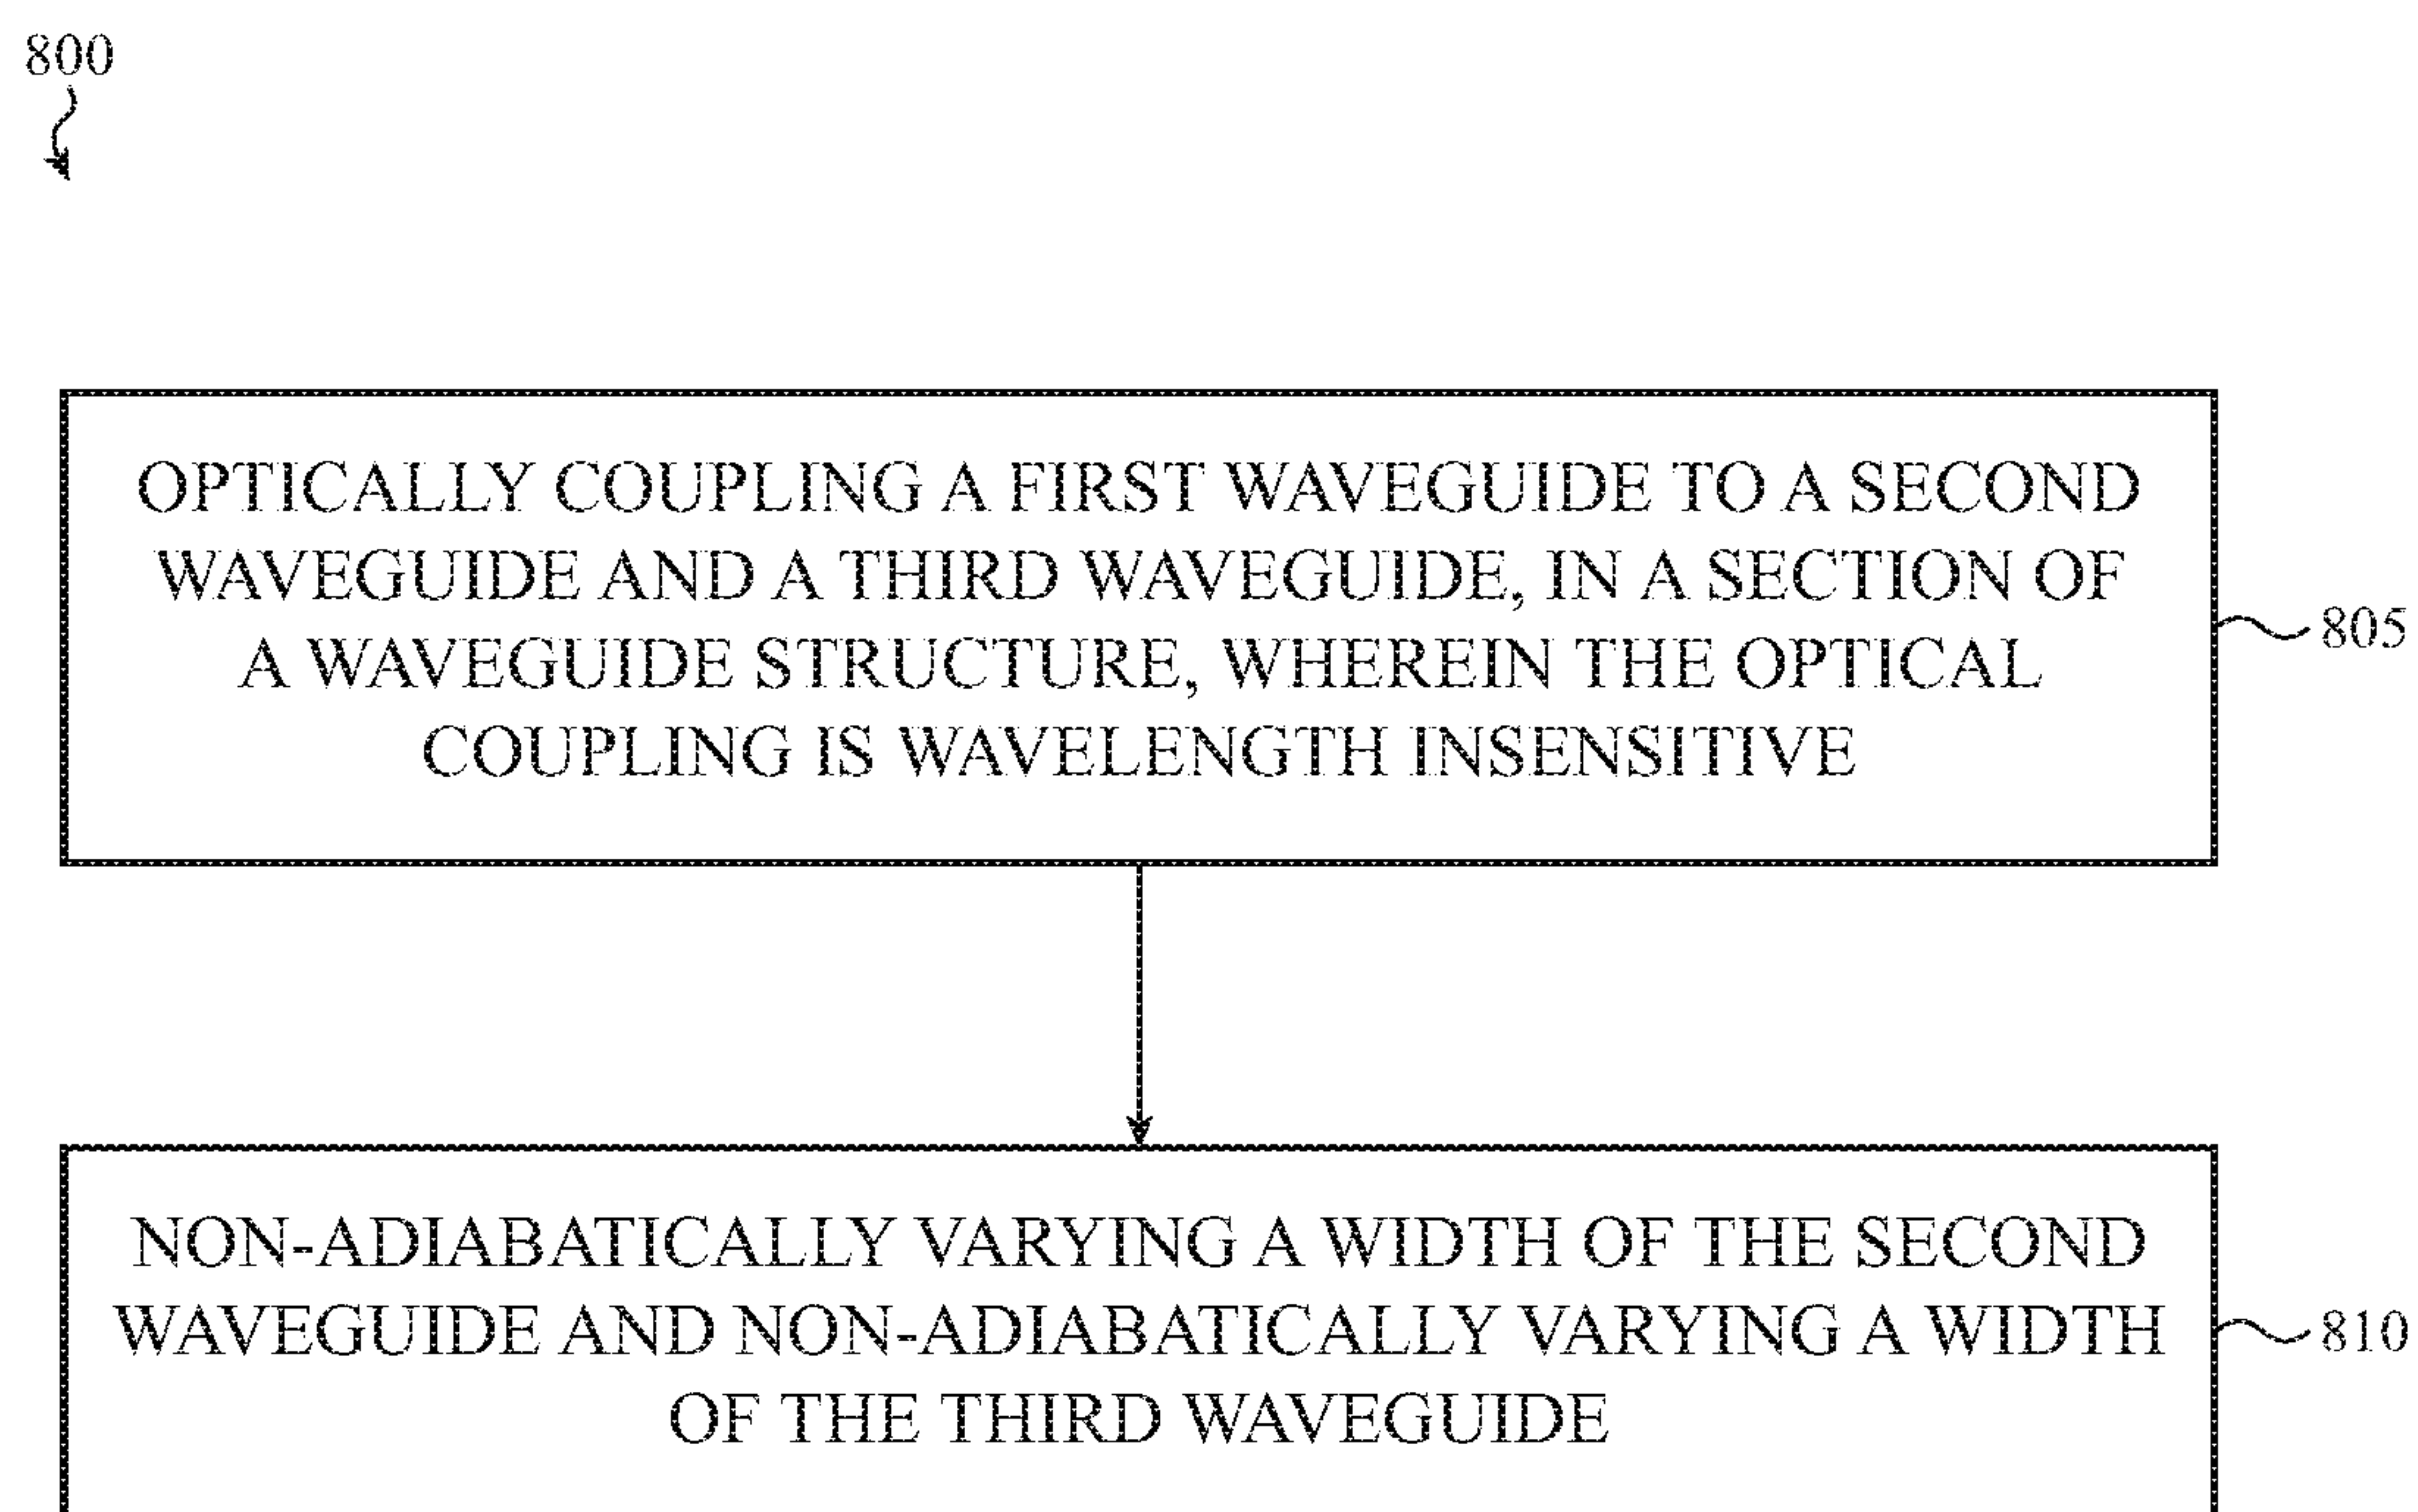 800
OPTICALLY COUPLING A FIRST WAVEGUIDE TO A SECOND
WAVEGUIDE AND A THIRD WAVEGUIDE, IN A SECTION OF
A WAVEGUIDE STRUCTURE, WHEREIN THE OPTICAL
COUPLING IS WAVELENGTH INSENSITIVE
805
NON-ADIABATICALLY VARYING A WIDTH OF THE SECOND
WAVEGUIDE AND NON-ADIABATICALLY VARYING A WIDTH
OF THE THIRD WAVEGUIDE
810